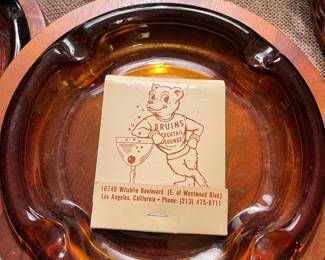 BRUINS
COCKTAIL
LOUNGE
10740 Wilshire Boulevard (E. of Westwood Blvd.)
Los Angeles, California • Phone: (213) 475-8711